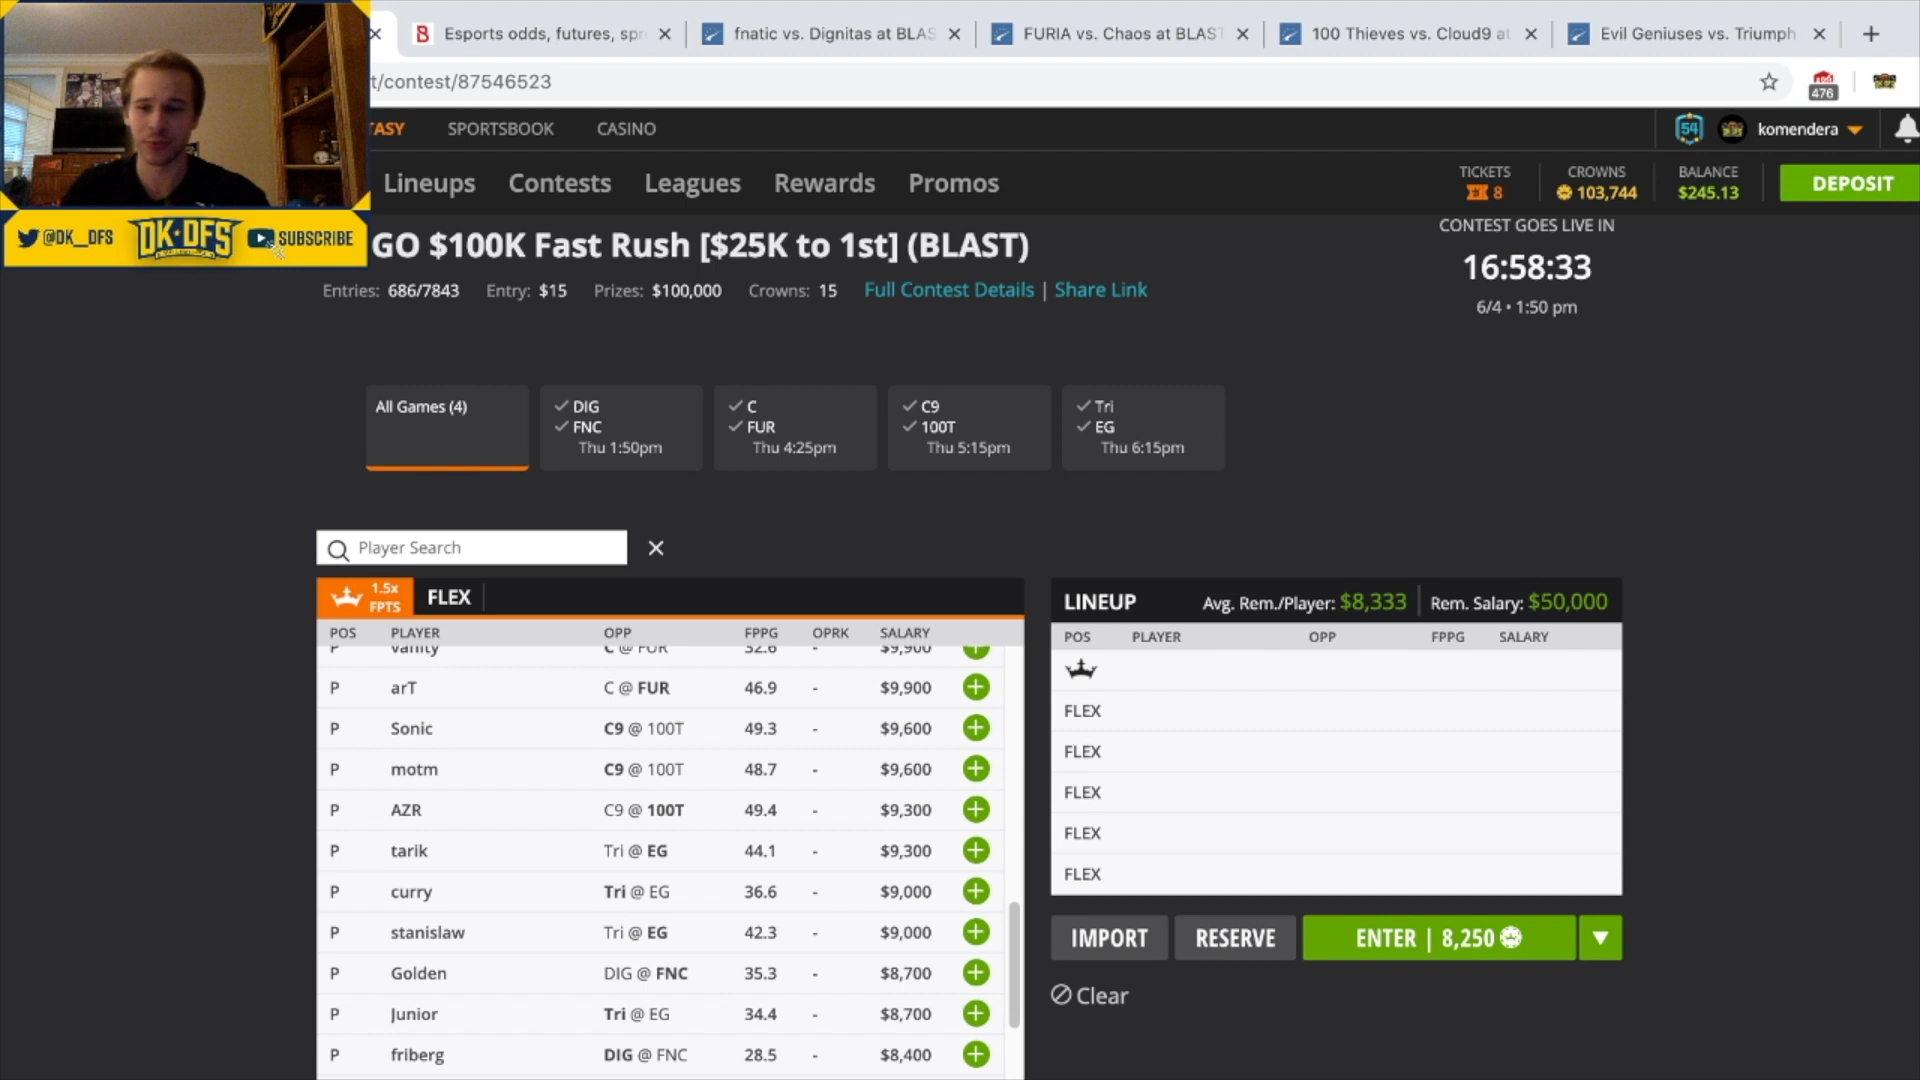 Esports odds, futures, spr
fnatic vs. Dignitas at BLAS
FURIA vs. Chaos at BLAST
100 Thieves vs. Cloud9 at
Evil Geniuses vs. Triumph
t/contest/87546523
476
TASY
SPORTSBOOK
CASINO
54
komendera
Lineups
Contests
Leagues
Rewards
Promos
TICKETS
8
CROWNS
103,744
BALANCE
$245.13
DEPOSIT
@DK_DFS
DK★DFS
SUBSCRIBE
GO $100K Fast Rush [$25K to 1st] (BLAST)
CONTEST GOES LIVE IN
16:58:33
6/4 • 1:50 pm
Entries: 686/7843 Entry: $15 Prizes: $100,000 Crowns: 15 Full Contest Details | Share Link
All Games (4)
DIG
FNC
Thu 1:50pm
C
FUR
Thu 4:25pm
C9
100T
Thu 5:15pm
Tri
EG
Thu 6:15pm
Player Search
1.5x
FPTS
FLEX
POS PLAYER OPP FPPG OPRK SALARY
P vanity C @ FUR 32.6 - $9,900
P arT C @ FUR 46.9 - $9,900
P Sonic C9 @ 100T 49.3 - $9,600
P motm C9 @ 100T 48.7 - $9,600
P AZR C9 @ 100T 49.4 - $9,300
P tarik Tri @ EG 44.1 - $9,300
P curry Tri @ EG 36.6 - $9,000
P stanislaw Tri @ EG 42.3 - $9,000
P Golden DIG @ FNC 35.3 - $8,700
P Junior Tri @ EG 34.4 - $8,700
P friberg DIG @ FNC 28.5 - $8,400
LINEUP Avg. Rem./Player: $8,333 Rem. Salary: $50,000
POS PLAYER OPP FPPG SALARY
FLEX
FLEX
FLEX
FLEX
FLEX
IMPORT
RESERVE
ENTER | 8,250
Clear